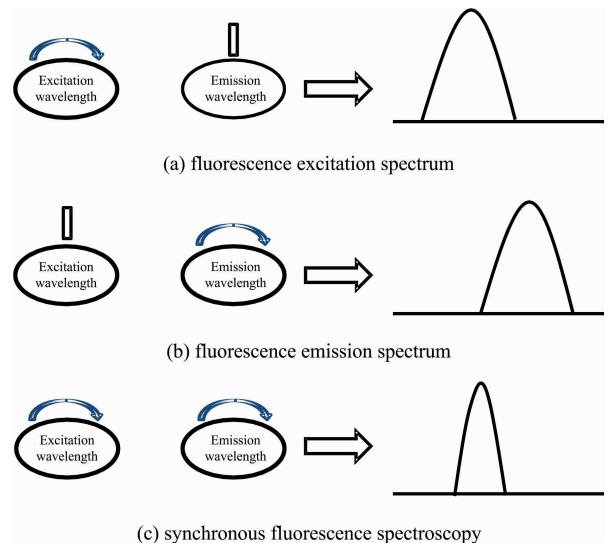 Excitation
wavelength
Emission
wavelength
(a) fluorescence excitation spectrum
Excitation
wavelength
Emission
wavelength
(b) fluorescence emission spectrum
Excitation
wavelength
Emission
wavelength
(c) synchronous fluorescence spectroscopy